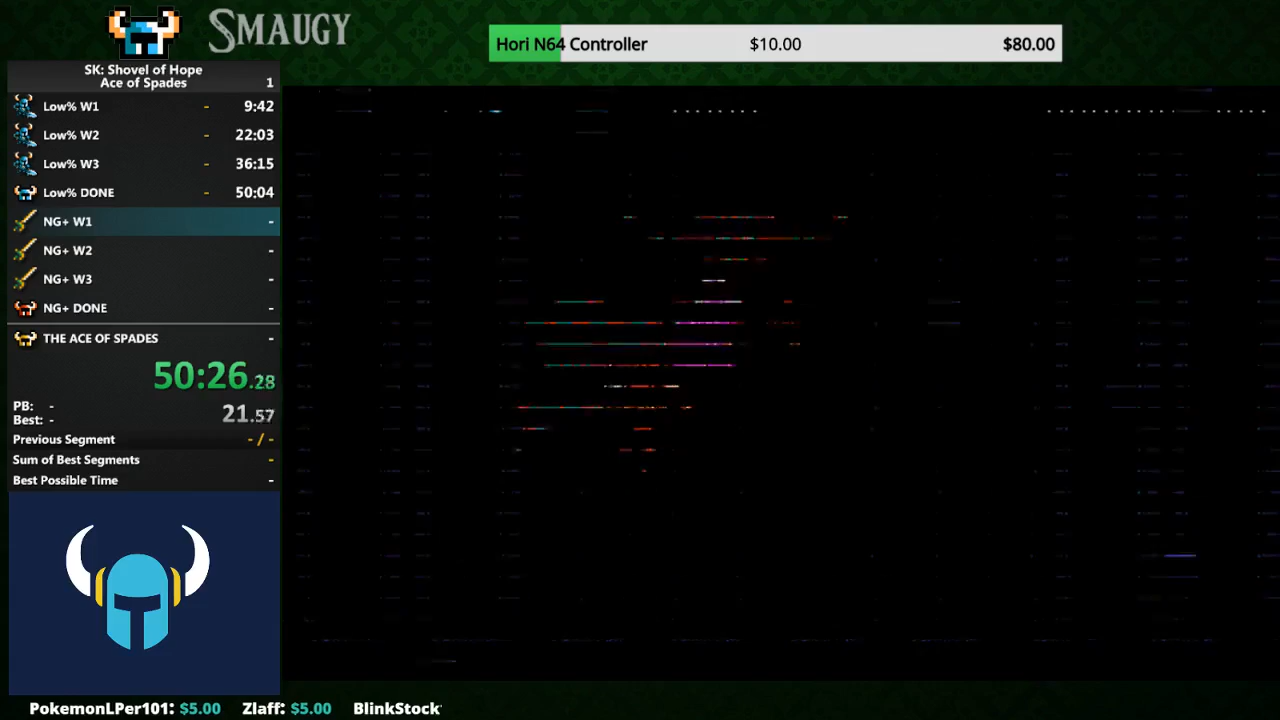 SMAUGY
Hori N64 Controller $10.00 $80.00
SK: Shovel of Hope
Ace of Spades 1
Low% W1 - 9:42
Low% W2 - 22:03
Low% W3 - 36:15
Low% DONE - 50:04
NG+ W1 -
NG+ W2 -
NG+ W3 -
NG+ DONE -
THE ACE OF SPADES -
50:26.28
PB: - 21.57
Best: -
Previous Segment - / -
Sum of Best Segments -
Best Possible Time -
PokemonLPer101: $5.00 Zlaff: $5.00 BlinkStock